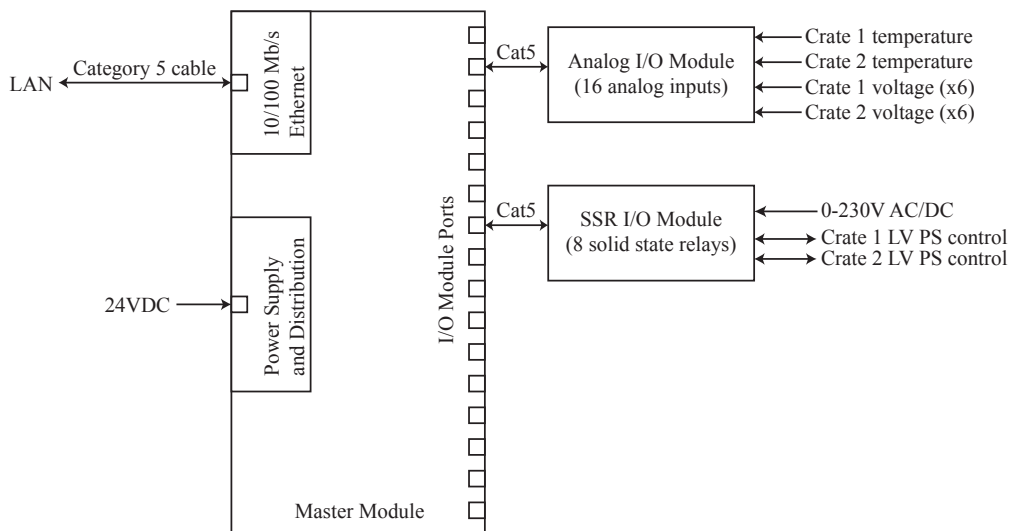 LAN
Category 5 cable
10/100 Mb/s
Ethernet
24VDC
Power Supply
and Distribution
I/O Module Ports
Master Module
Cat5
Analog I/O Module
(16 analog inputs)
Crate 1 temperature
Crate 2 temperature
Crate 1 voltage (x6)
Crate 2 voltage (x6)
Cat5
SSR I/O Module
(8 solid state relays)
0-230V AC/DC
Crate 1 LV PS control
Crate 2 LV PS control